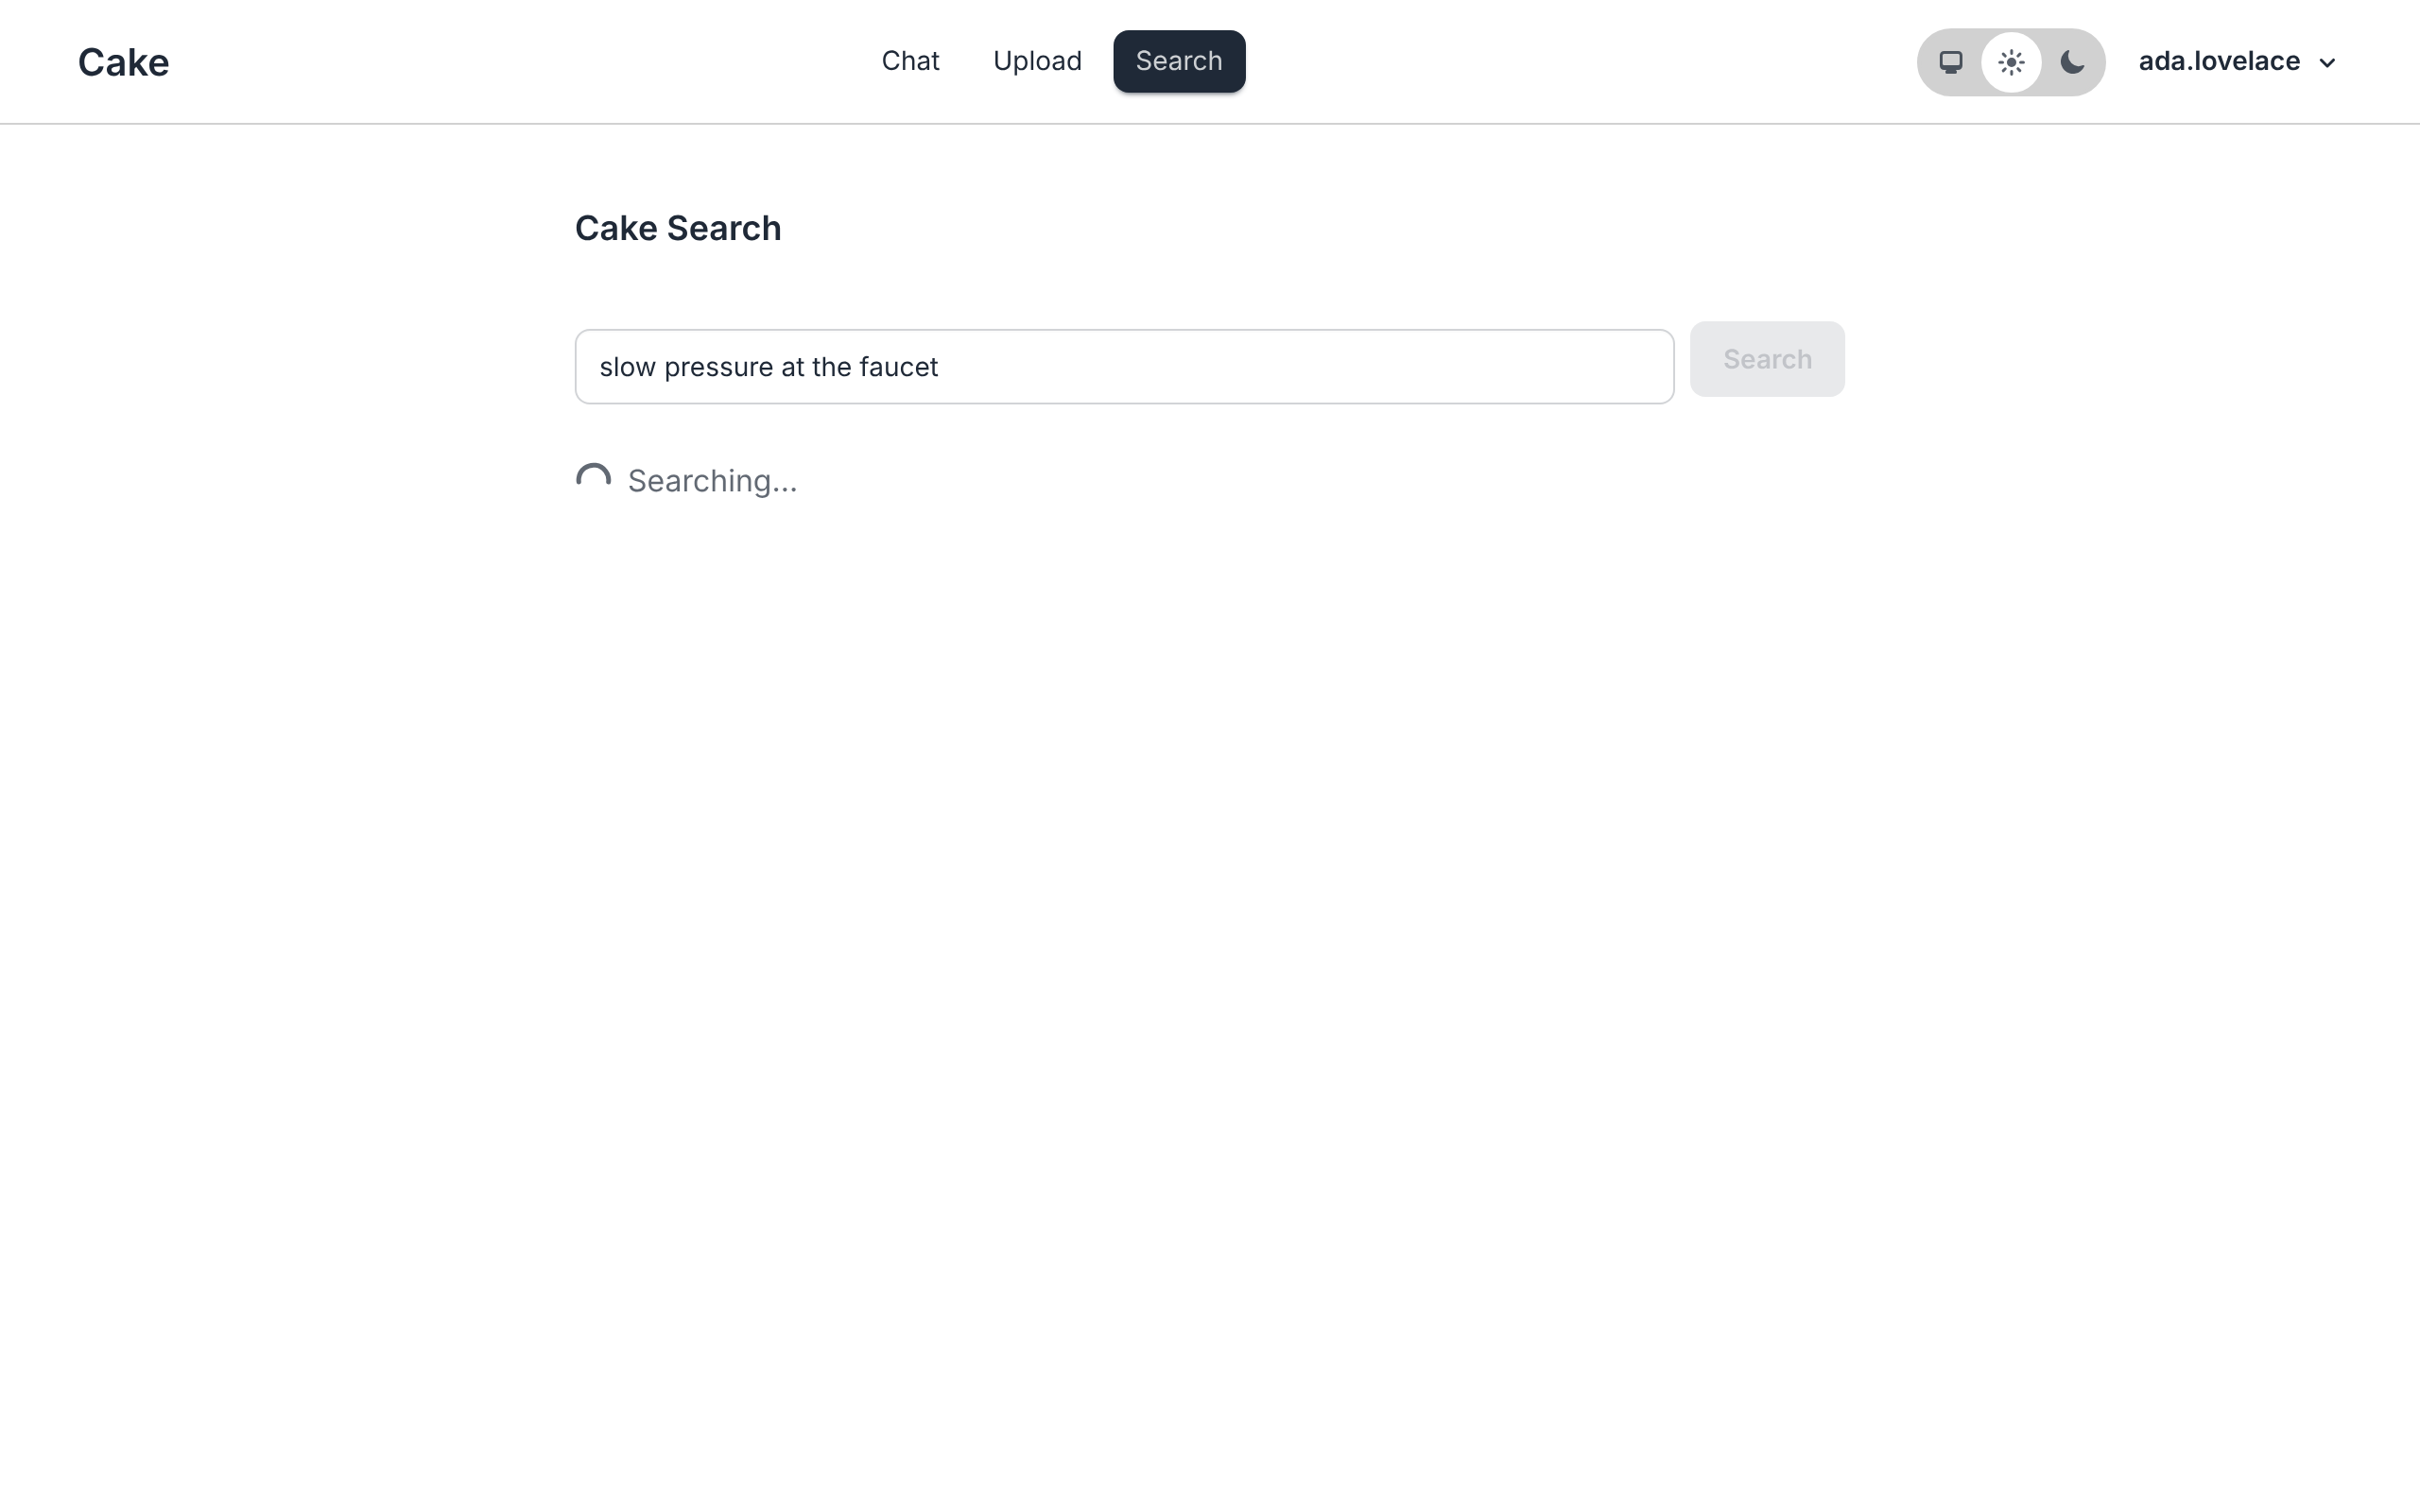 Cake
Chat
Upload
Search
ada.lovelace
Cake Search
slow pressure at the faucet
Search
Searching...